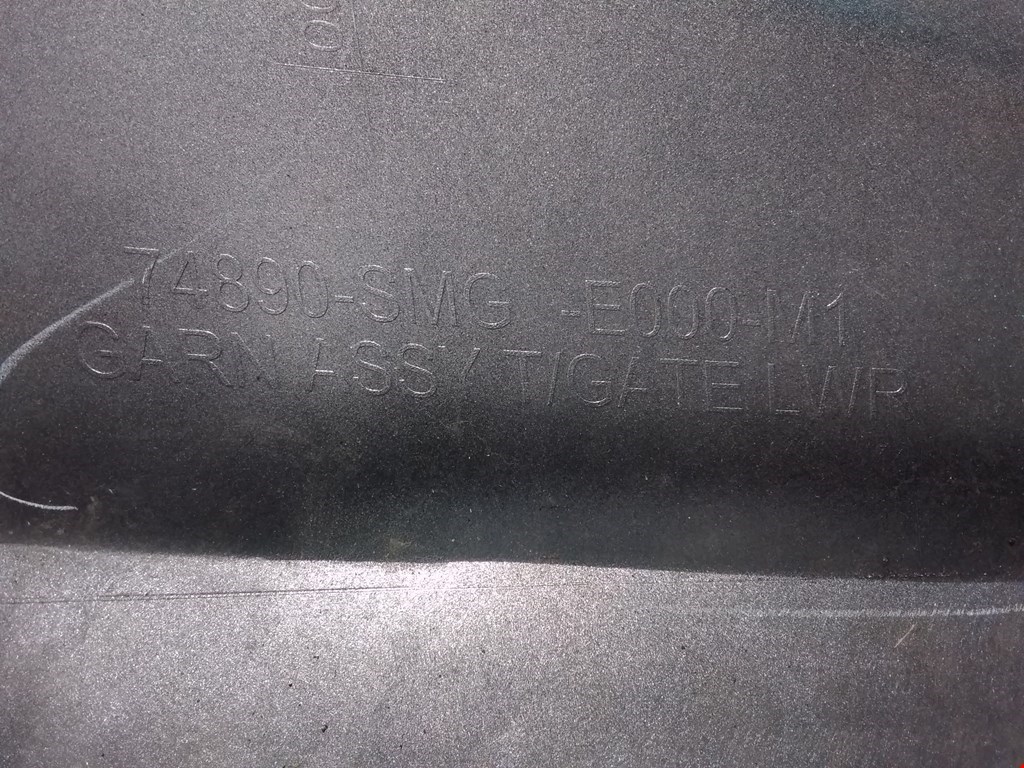 74890-SMG -E000-M1
GARN ASSY T/GATE LWR